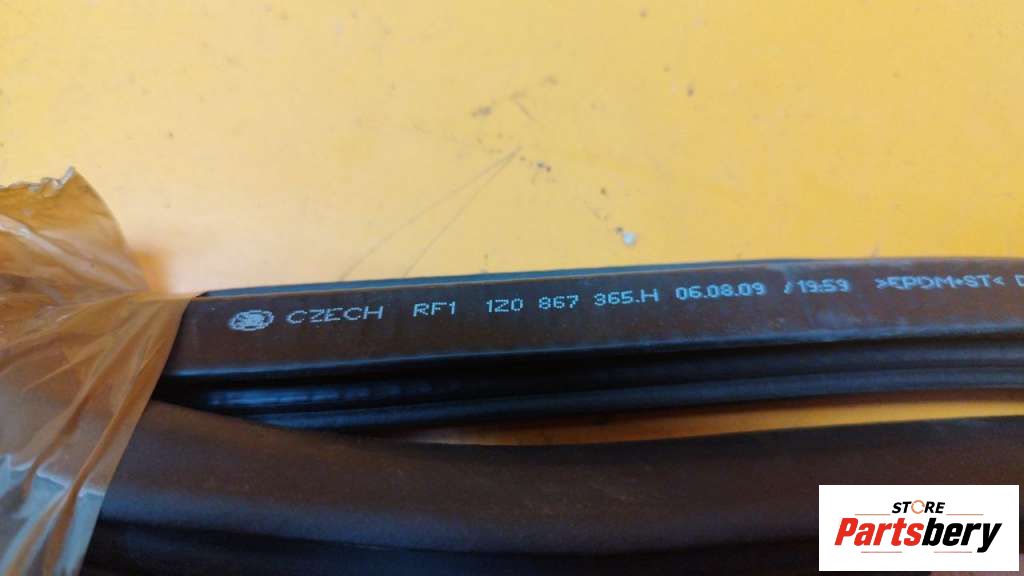 CZECH RF1 1Z0 867 365.H 06.08.09 /19:59 >EPDM+ST<
STORE
Partsbery